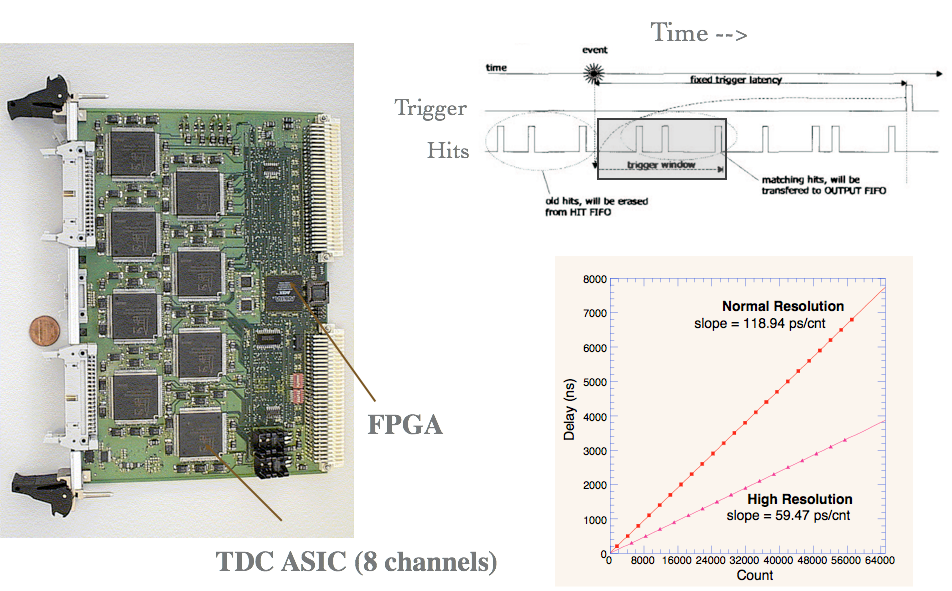 Time -->
event
time
fixed trigger latency
Trigger
Hits
trigger window
old hits, will be erased
from HIT FIFO
matching hits, will be
transfered to OUTPUT FIFO
FPGA
TDC ASIC (8 channels)
8000
7000
6000
5000
4000
3000
2000
1000
0
Delay (ns)
Normal Resolution
slope = 118.94 ps/cnt
High Resolution
slope = 59.47 ps/cnt
0 8000 16000 24000 32000 40000 48000 56000 64000
Count